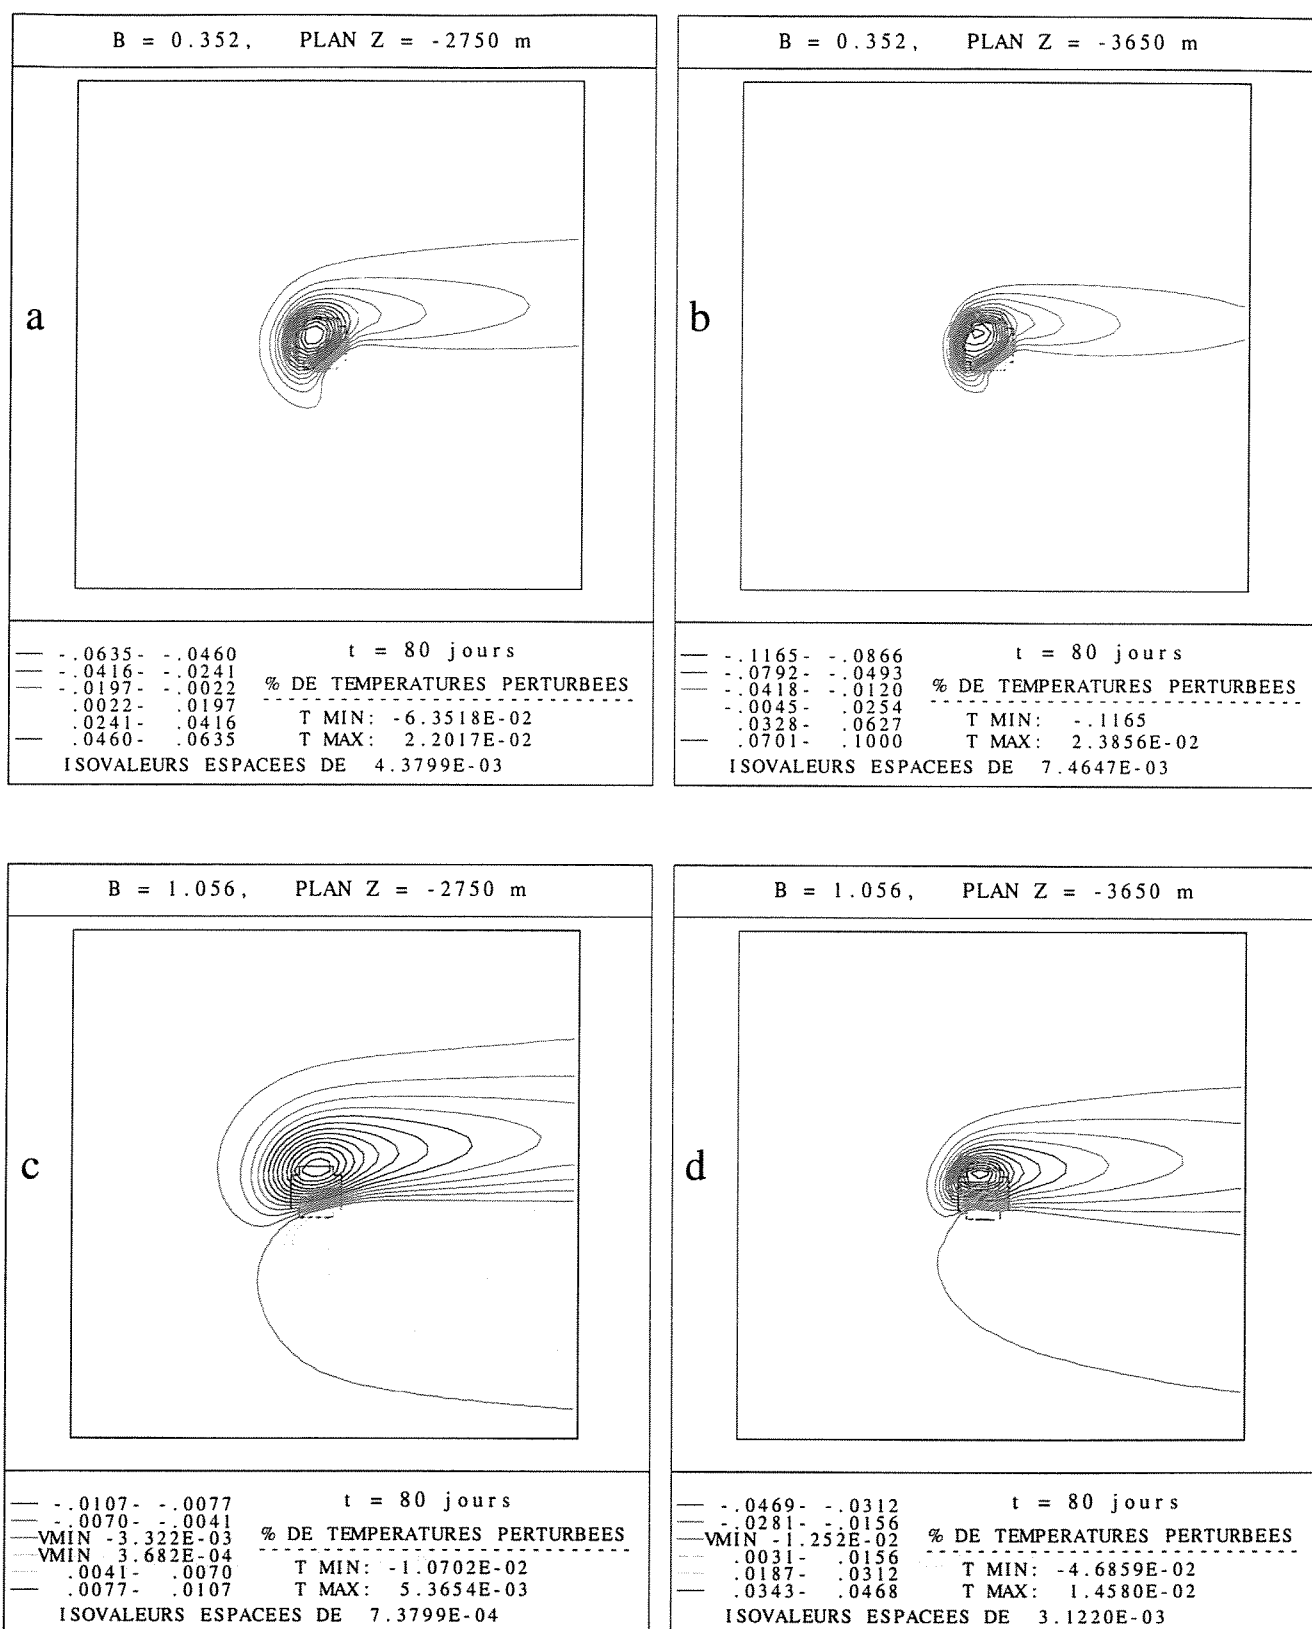 B = 0.352, PLAN Z = -2750 m
a
-.0635- -.0460
-.0416- -.0241
-.0197- -.0022
.0022- .0197
.0241- .0416
.0460- .0635
t = 80 jours
% DE TEMPERATURES PERTURBEES
T MIN: -6.3518E-02
T MAX: 2.2017E-02
ISOVALEURS ESPACEES DE 4.3799E-03
B = 0.352, PLAN Z = -3650 m
b
-.1165- -.0866
-.0792- -.0493
-.0418- -.0120
-.0045- .0254
.0328- .0627
.0701- .1000
t = 80 jours
% DE TEMPERATURES PERTURBEES
T MIN: -.1165
T MAX: 2.3856E-02
ISOVALEURS ESPACEES DE 7.4647E-03
B = 1.056, PLAN Z = -2750 m
c
-.0107- -.0077
-.0070- -.0041
VMIN -3.322E-03
VMIN 3.682E-04
.0041- .0070
.0077- .0107
t = 80 jours
% DE TEMPERATURES PERTURBEES
T MIN: -1.0702E-02
T MAX: 5.3654E-03
ISOVALEURS ESPACEES DE 7.3799E-04
B = 1.056, PLAN Z = -3650 m
d
-.0469- -.0312
-.0281- -.0156
VMIN -1.252E-02
.0031- .0156
.0187- .0312
.0343- .0468
t = 80 jours
% DE TEMPERATURES PERTURBEES
T MIN: -4.6859E-02
T MAX: 1.4580E-02
ISOVALEURS ESPACEES DE 3.1220E-03